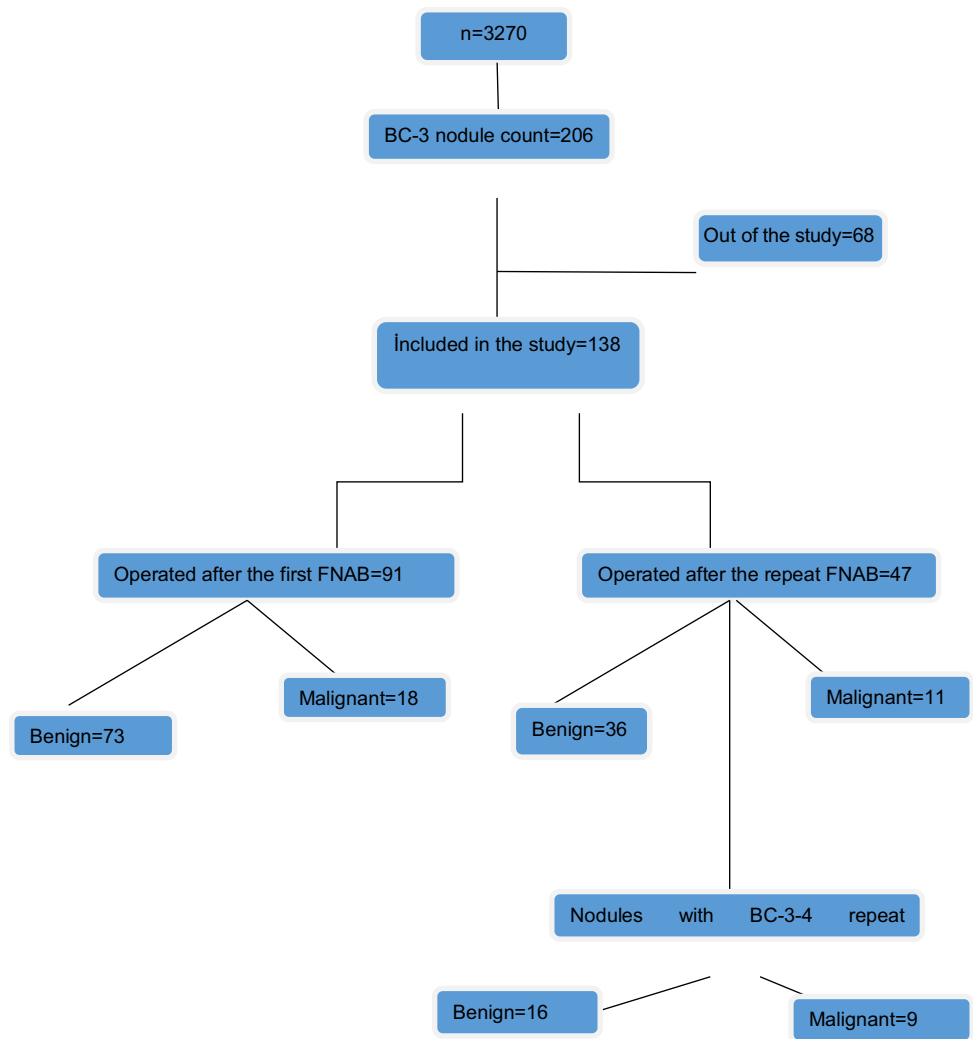 n=3270
BC-3 nodule count=206
Out of the study=68
İncluded in the study=138
Operated after the first FNAB=91
Operated after the repeat FNAB=47
Malignant=18
Malignant=11
Benign=73
Benign=36
Nodules with BC-3-4 repeat
Benign=16
Malignant=9